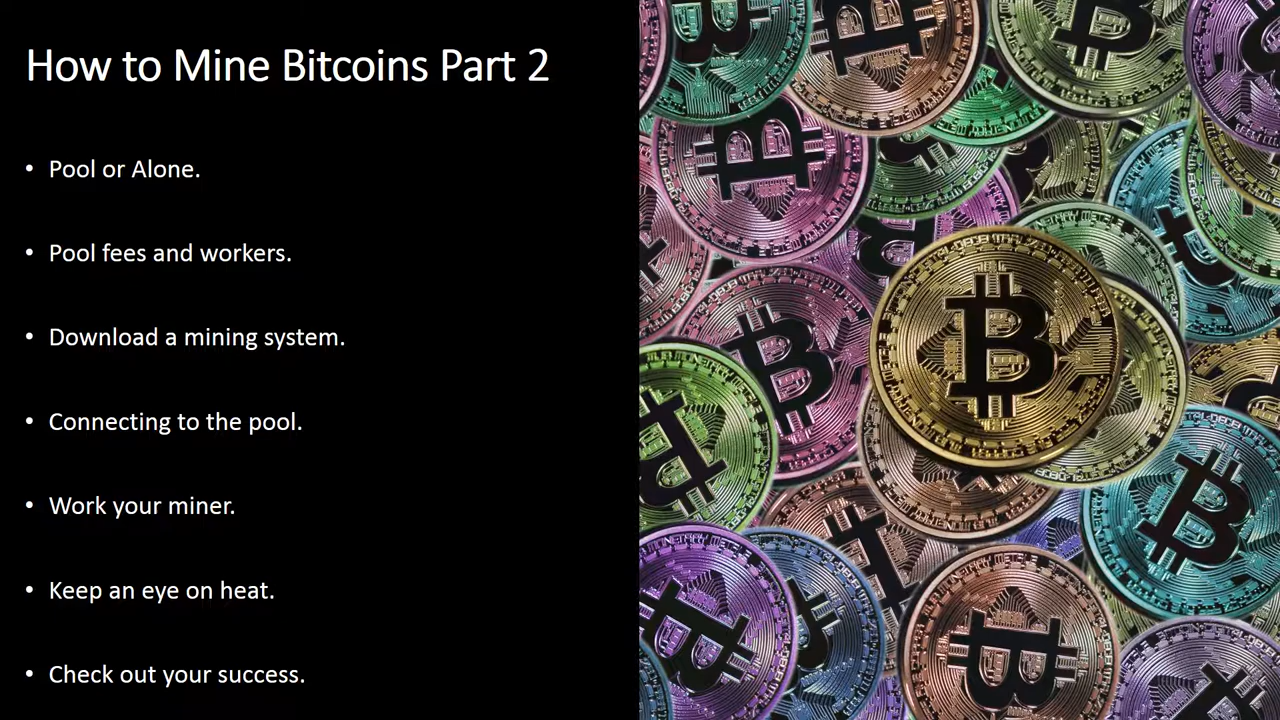 How to Mine Bitcoins Part 2
• Pool or Alone.
• Pool fees and workers.
• Download a mining system.
• Connecting to the pool.
• Work your miner.
• Keep an eye on heat.
• Check out your success.